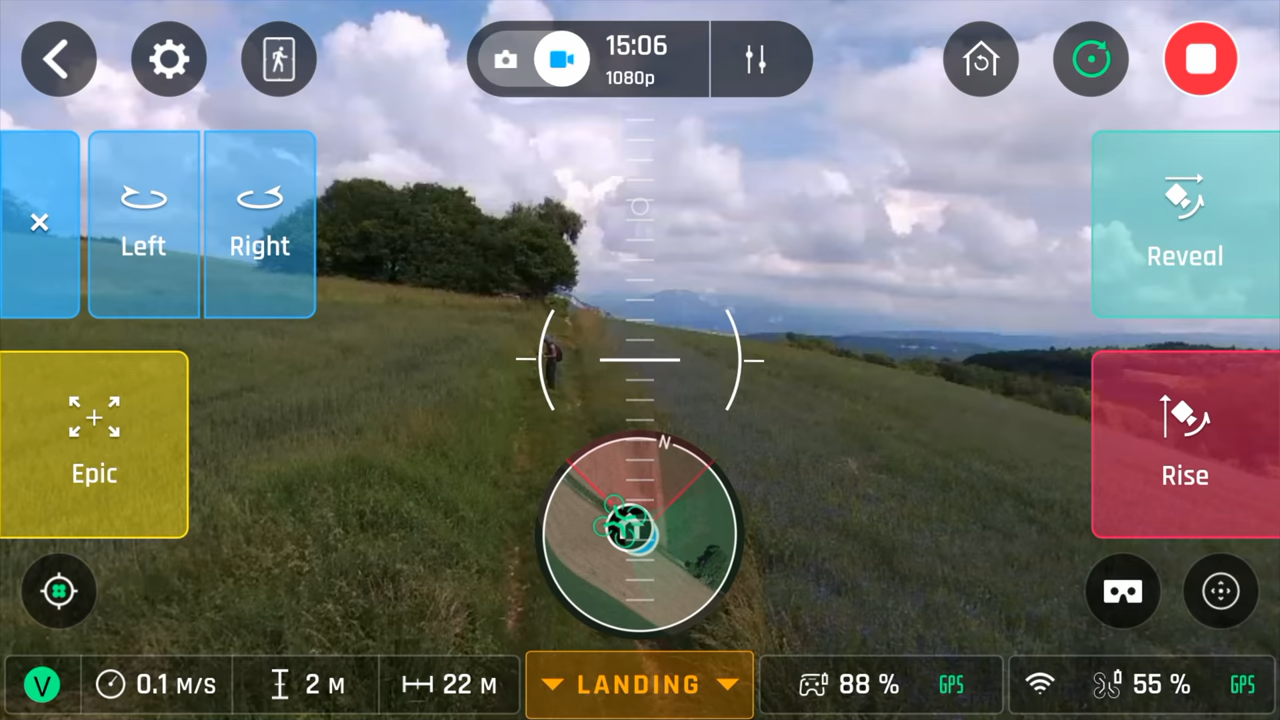 15:06
1080p
Left
Right
Reveal
Epic
Rise
N
V
0.1 M/S
2 M
22 M
LANDING
88 %
GPS
55 %
GPS